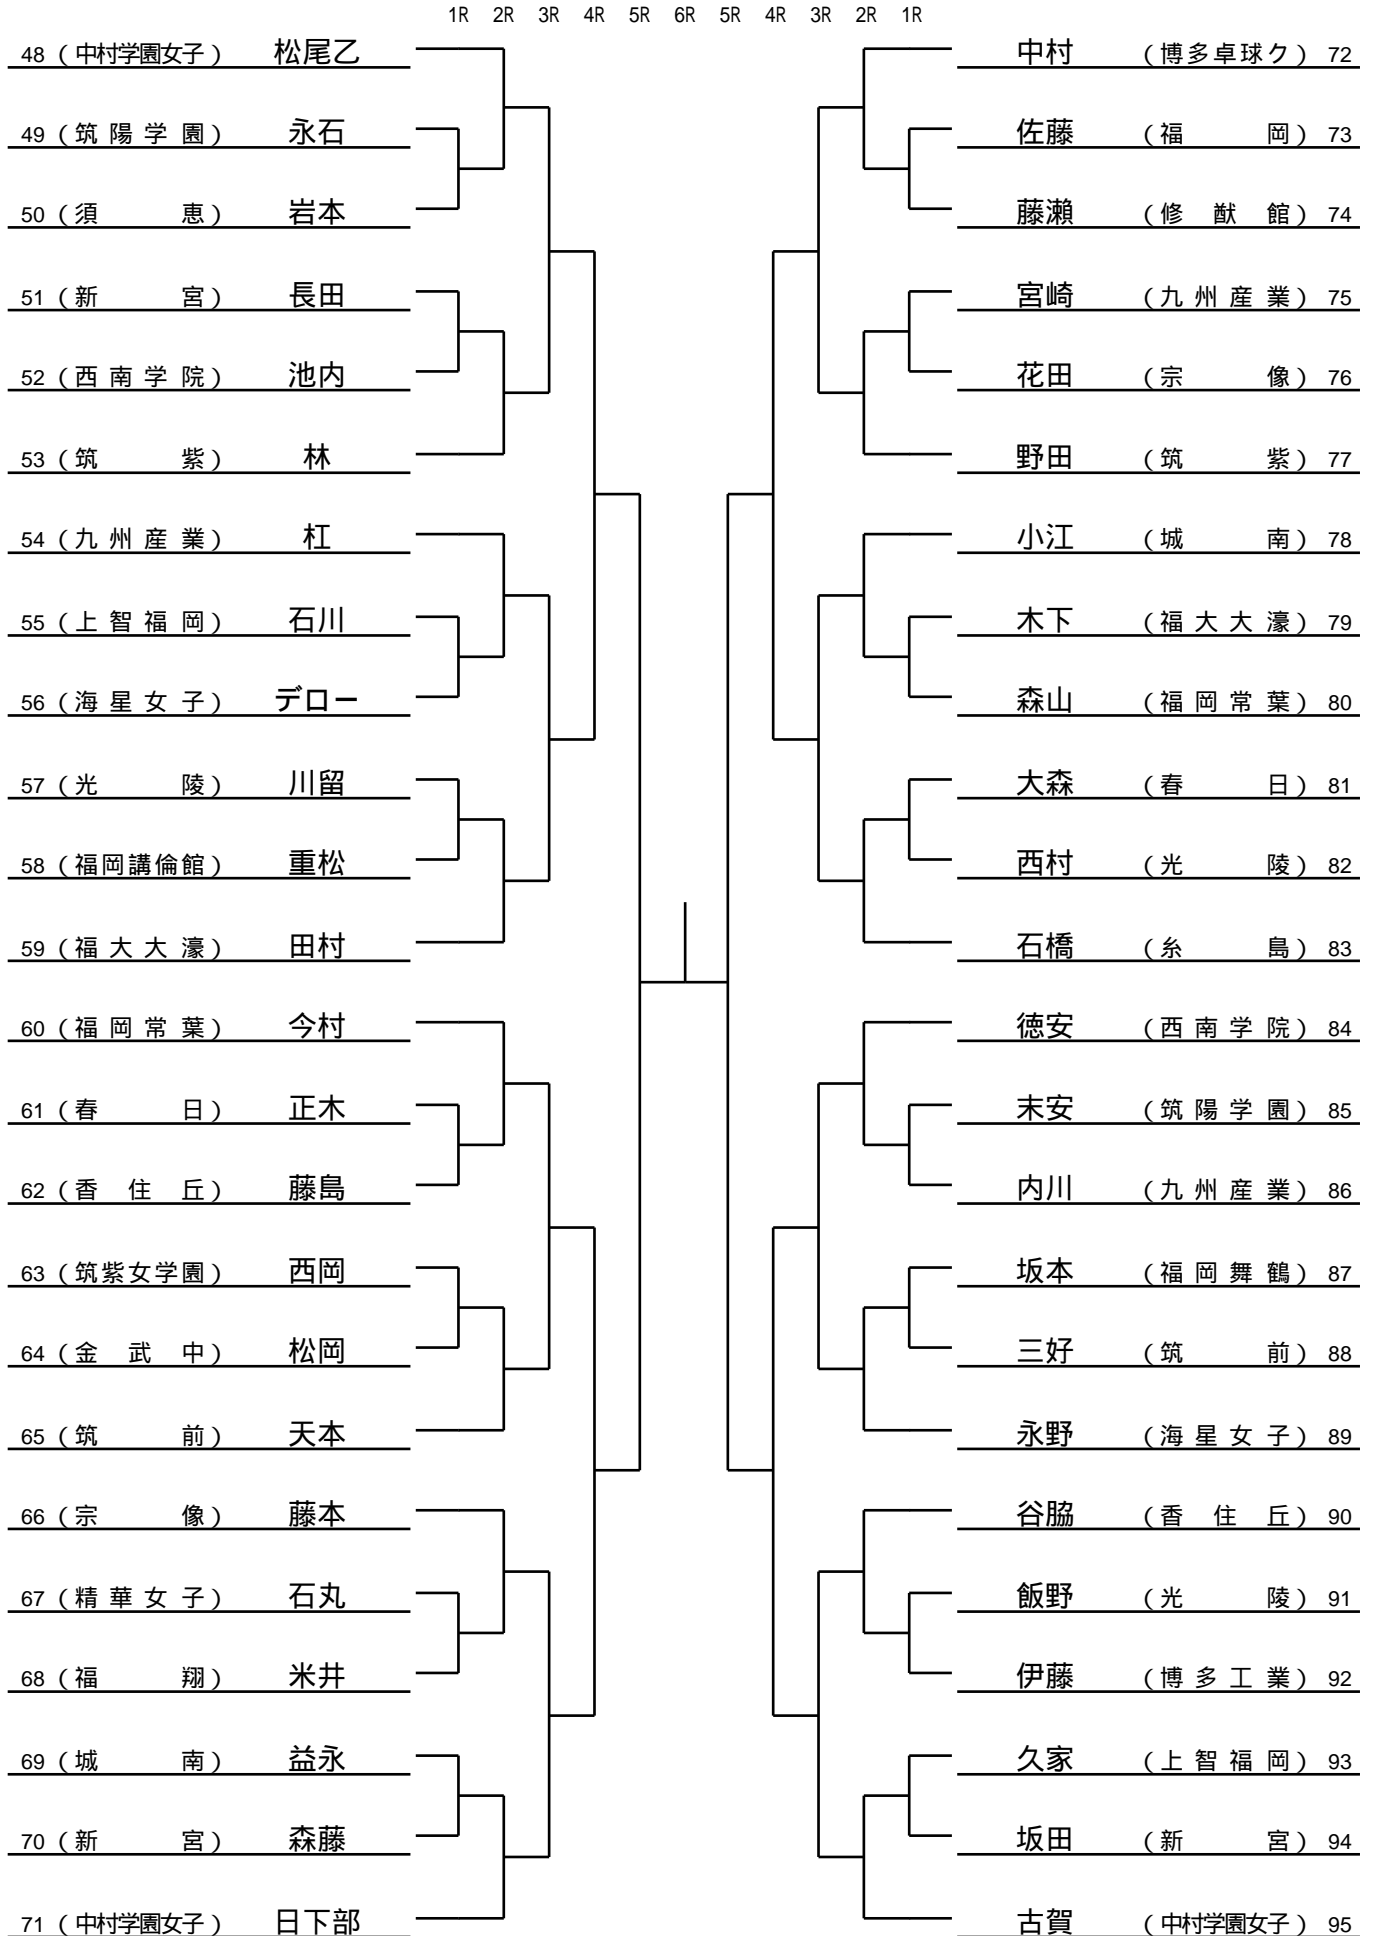 1R 2R 3R 4R 5R 6R 5R 4R 3R 2R 1R
48 (中村学園女子) 松尾乙 中村 (博多卓球ク) 72
49 (筑陽学園) 永石 佐藤 (福岡) 73
50 (須恵) 岩本 藤瀬 (修猷館) 74
51 (新宮) 長田 宮崎 (九州産業) 75
52 (西南学院) 池内 花田 (宗像) 76
53 (筑紫) 林 野田 (筑紫) 77
54 (九州産業) 杠 小江 (城南) 78
55 (上智福岡) 石川 木下 (福大大濠) 79
56 (海星女子) デロー 森山 (福岡常葉) 80
57 (光陵) 川留 大森 (春日) 81
58 (福岡講倫館) 重松 西村 (光陵) 82
59 (福大大濠) 田村 石橋 (糸島) 83
60 (福岡常葉) 今村 徳安 (西南学院) 84
61 (春日) 正木 末安 (筑陽学園) 85
62 (香住丘) 藤島 内川 (九州産業) 86
63 (筑紫女学園) 西岡 坂本 (福岡舞鶴) 87
64 (金武中) 松岡 三好 (筑前) 88
65 (筑前) 天本 永野 (海星女子) 89
66 (宗像) 藤本 谷脇 (香住丘) 90
67 (精華女子) 石丸 飯野 (光陵) 91
68 (福翔) 米井 伊藤 (博多工業) 92
69 (城南) 益永 久家 (上智福岡) 93
70 (新宮) 森藤 坂田 (新宮) 94
71 (中村学園女子) 日下部 古賀 (中村学園女子) 95